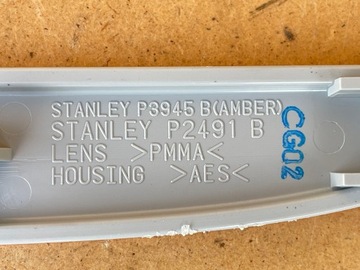 STANLEY P3945 B(AMBER)
STANLEY P2491 B
LENS >PMMA<
HOUSING >AES<
CG02